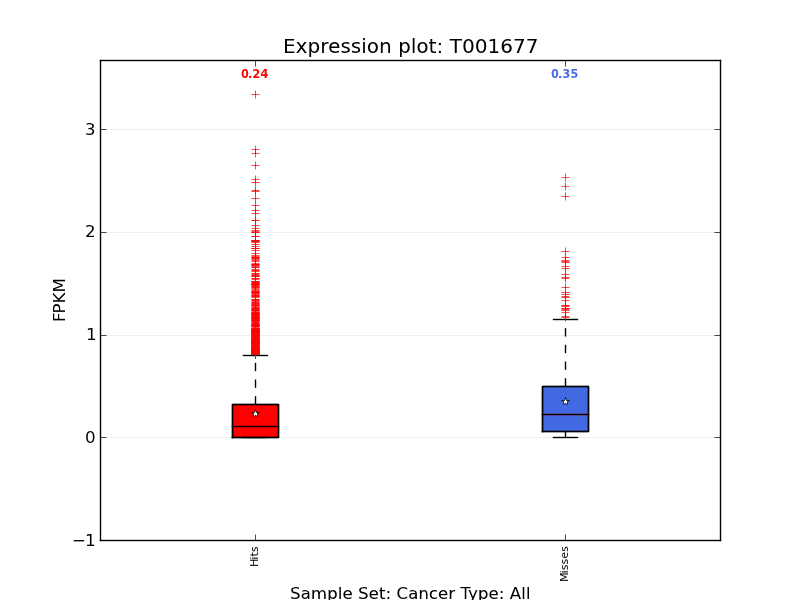 Expression plot: T001677
0.24 0.35
3
2
1
0
−1
FPKM
Hits Misses
Sample Set: Cancer Type: All